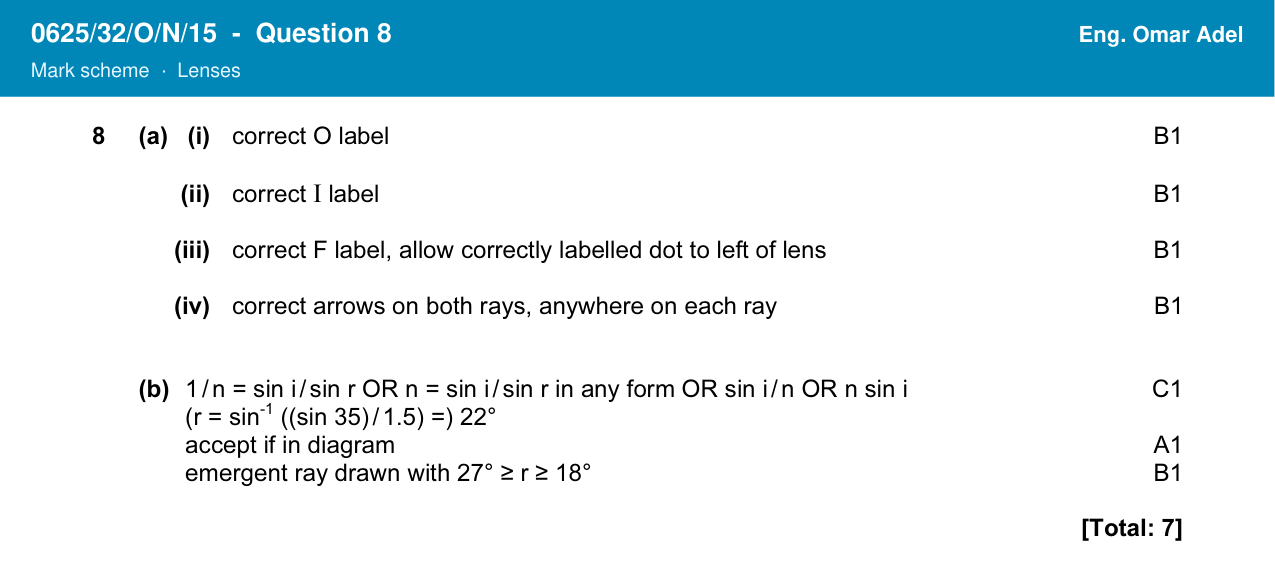 0625/32/O/N/15 - Question 8
Eng. Omar Adel
Mark scheme · Lenses
8 (a) (i) correct O label B1
(ii) correct I label B1
(iii) correct F label, allow correctly labelled dot to left of lens B1
(iv) correct arrows on both rays, anywhere on each ray B1
(b) 1/n = sin i/sin r OR n = sin i/sin r in any form OR sin i/n OR n sin i C1
(r = sin⁻¹ ((sin 35)/1.5) =) 22°
accept if in diagram A1
emergent ray drawn with 27° ≥ r ≥ 18° B1
[Total: 7]